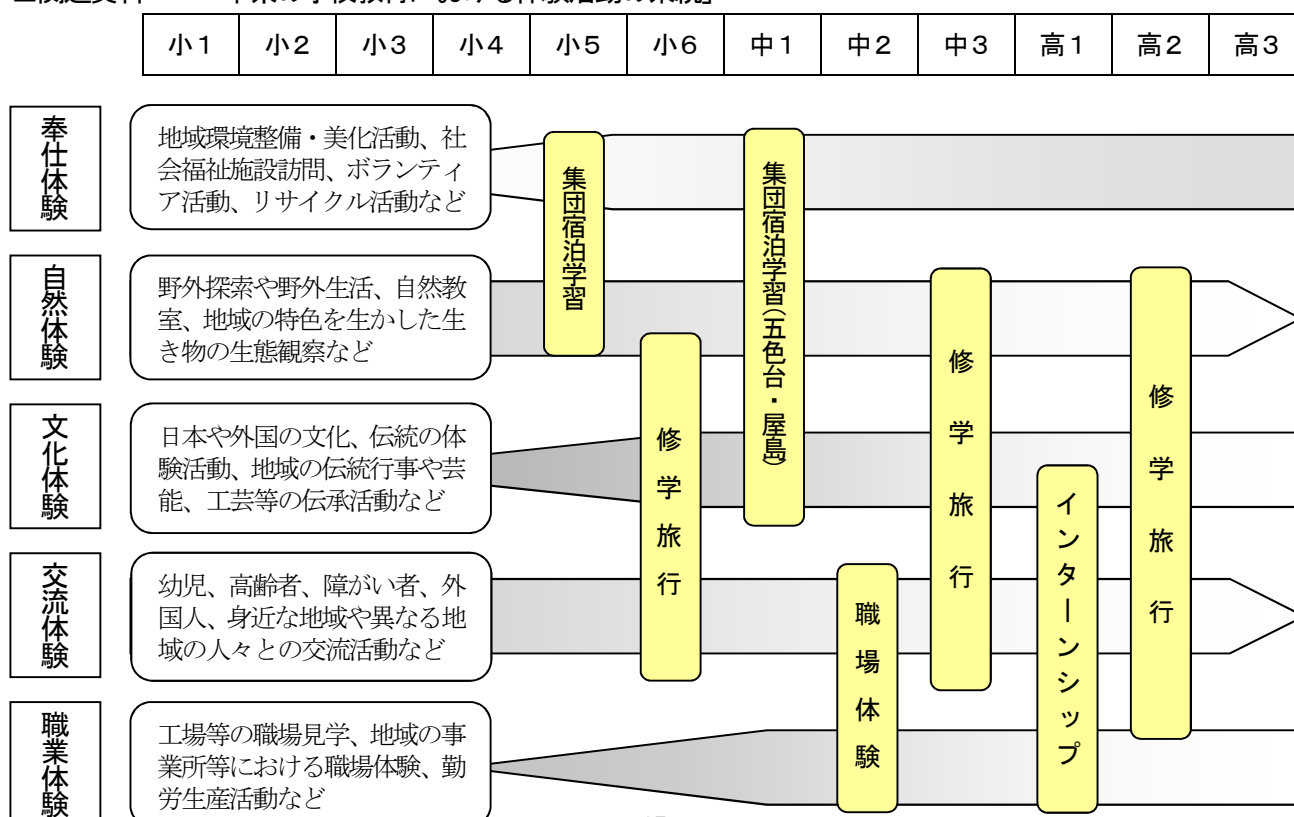 小１ 小２ 小３ 小４ 小５ 小６ 中１ 中２ 中３ 高１ 高２ 高３
奉仕体験
地域環境整備・美化活動、社
会福祉施設訪問、ボランティ
ア活動、リサイクル活動など
自然体験
野外探索や野外生活、自然教
室、地域の特色を生かした生
き物の生態観察など
文化体験
日本や外国の文化、伝統の体
験活動、地域の伝統行事や芸
能、工芸等の伝承活動など
交流体験
幼児、高齢者、障がい者、外
国人、身近な地域や異なる地
域の人々との交流活動など
職業体験
工場等の職場見学、地域の事
業所等における職場体験、勤
労生産活動など
集団宿泊学習
修学旅行
集団宿泊学習（五色台・屋島）
職場体験
修学旅行
インターンシップ
修学旅行